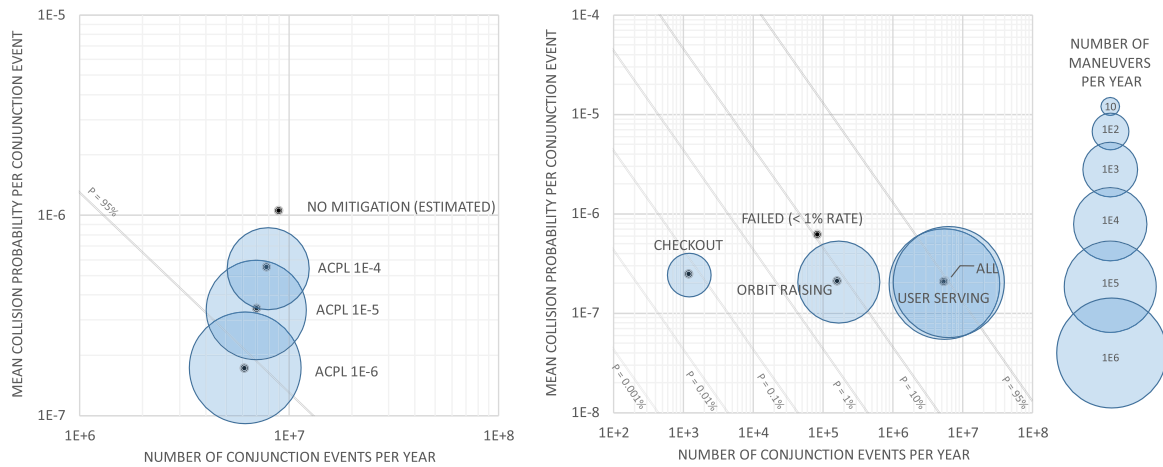 MEAN COLLISION PROBABILITY PER CONJUNCTION EVENT
1E-5
1E-6
1E-7
P = 95%
NO MITIGATION (ESTIMATED)
ACPL 1E-4
ACPL 1E-5
ACPL 1E-6
1E+6
1E+7
1E+8
NUMBER OF CONJUNCTION EVENTS PER YEAR
MEAN COLLISION PROBABILITY PER CONJUNCTION EVENT
1E-4
1E-5
1E-6
1E-7
1E-8
FAILED (< 1% RATE)
CHECKOUT
ORBIT RAISING
ALL
USER SERVING
P = 0.001%
P = 0.01%
P = 0.1%
P = 1%
P = 10%
P = 95%
1E+2
1E+3
1E+4
1E+5
1E+6
1E+7
1E+8
NUMBER OF CONJUNCTION EVENTS PER YEAR
NUMBER OF
MANEUVERS
PER YEAR
10
1E2
1E3
1E4
1E5
1E6